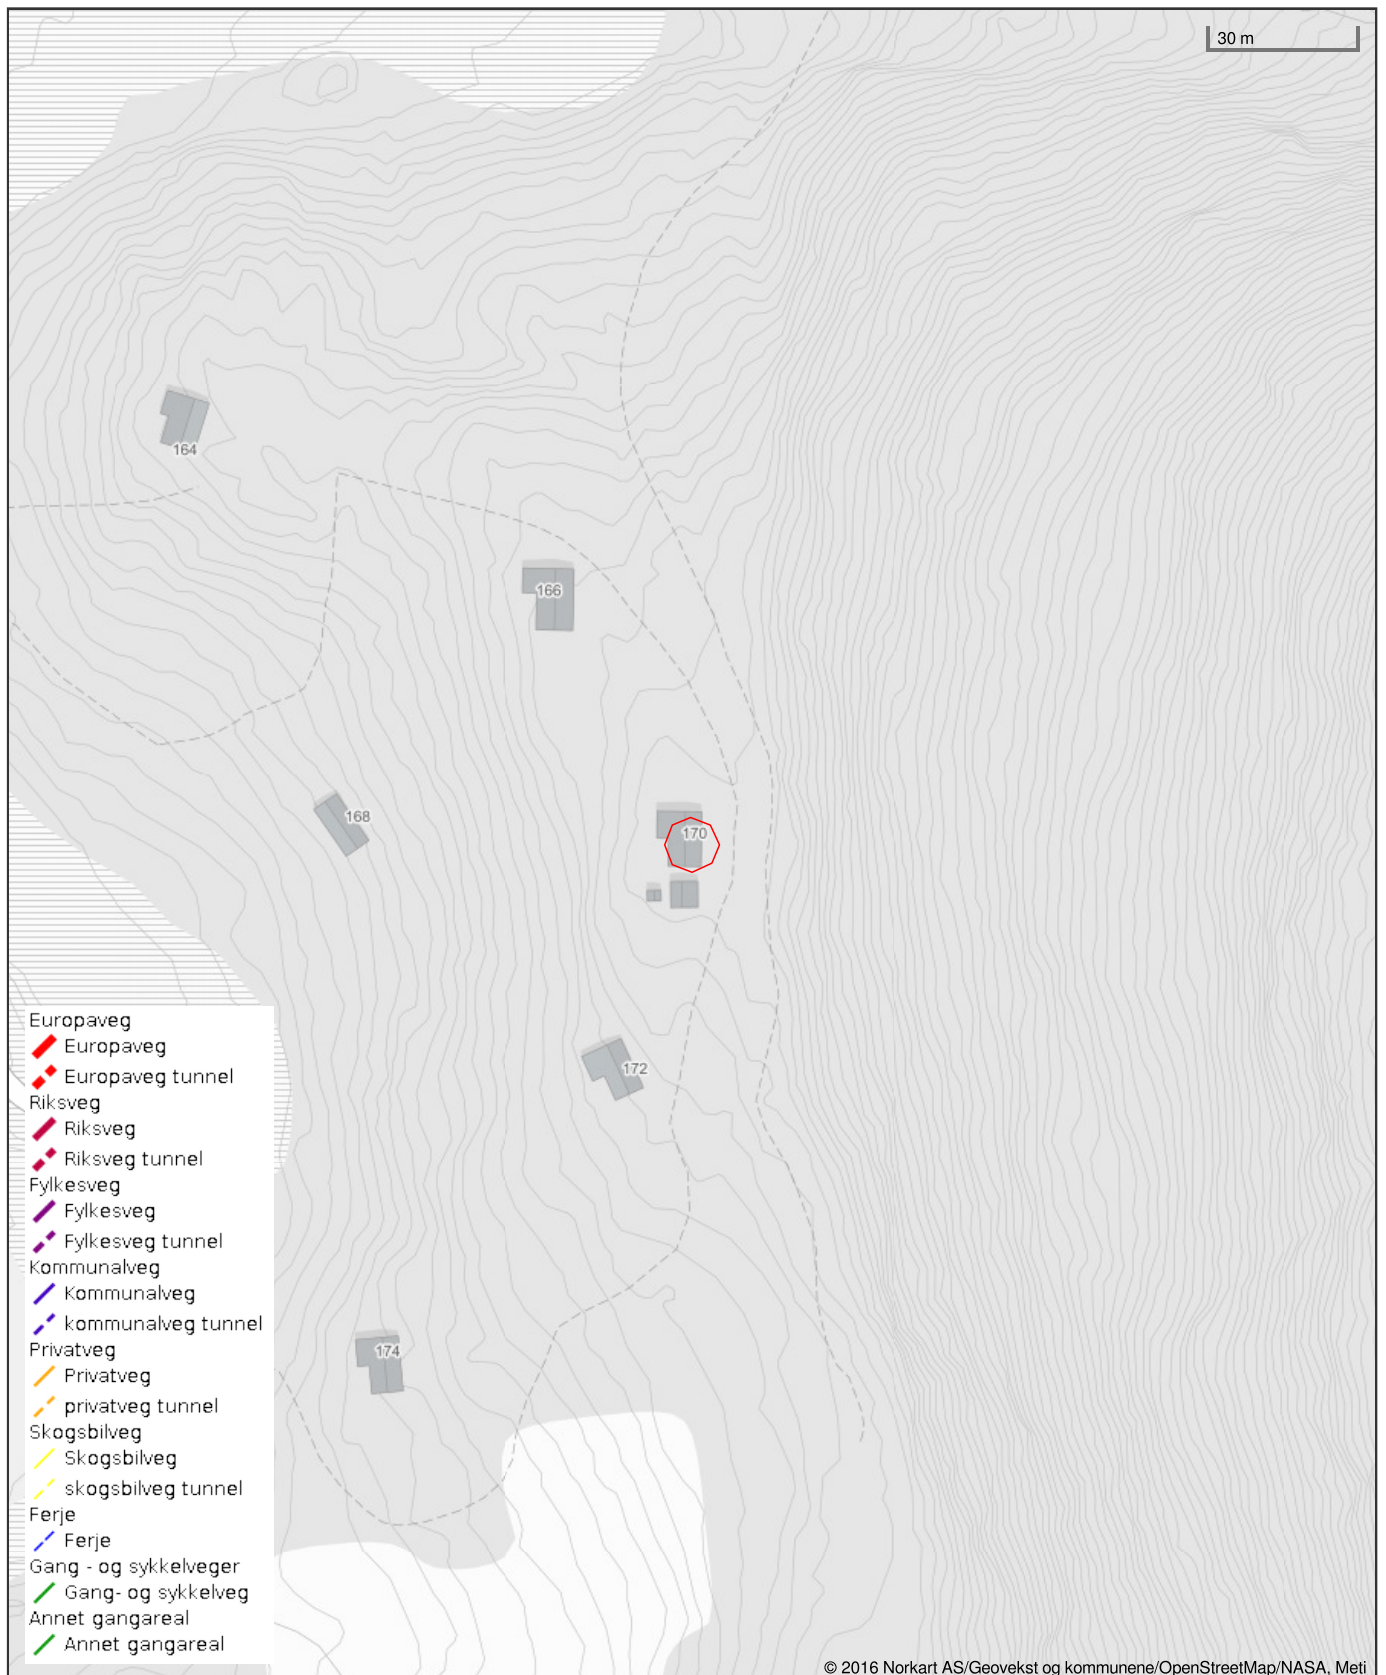 30 m
164
166
168
170
172
174
Europaveg
Europaveg
Europaveg tunnel
Riksveg
Riksveg
Riksveg tunnel
Fylkesveg
Fylkesveg
Fylkesveg tunnel
Kommunalveg
Kommunalveg
kommunalveg tunnel
Privatveg
Privatveg
privatveg tunnel
Skogsbilveg
Skogsbilveg
skogsbilveg tunnel
Ferje
Ferje
Gang - og sykkelveger
Gang- og sykkelveg
Annet gangareal
Annet gangareal
© 2016 Norkart AS/Geovekst og kommunene/OpenStreetMap/NASA, Meti